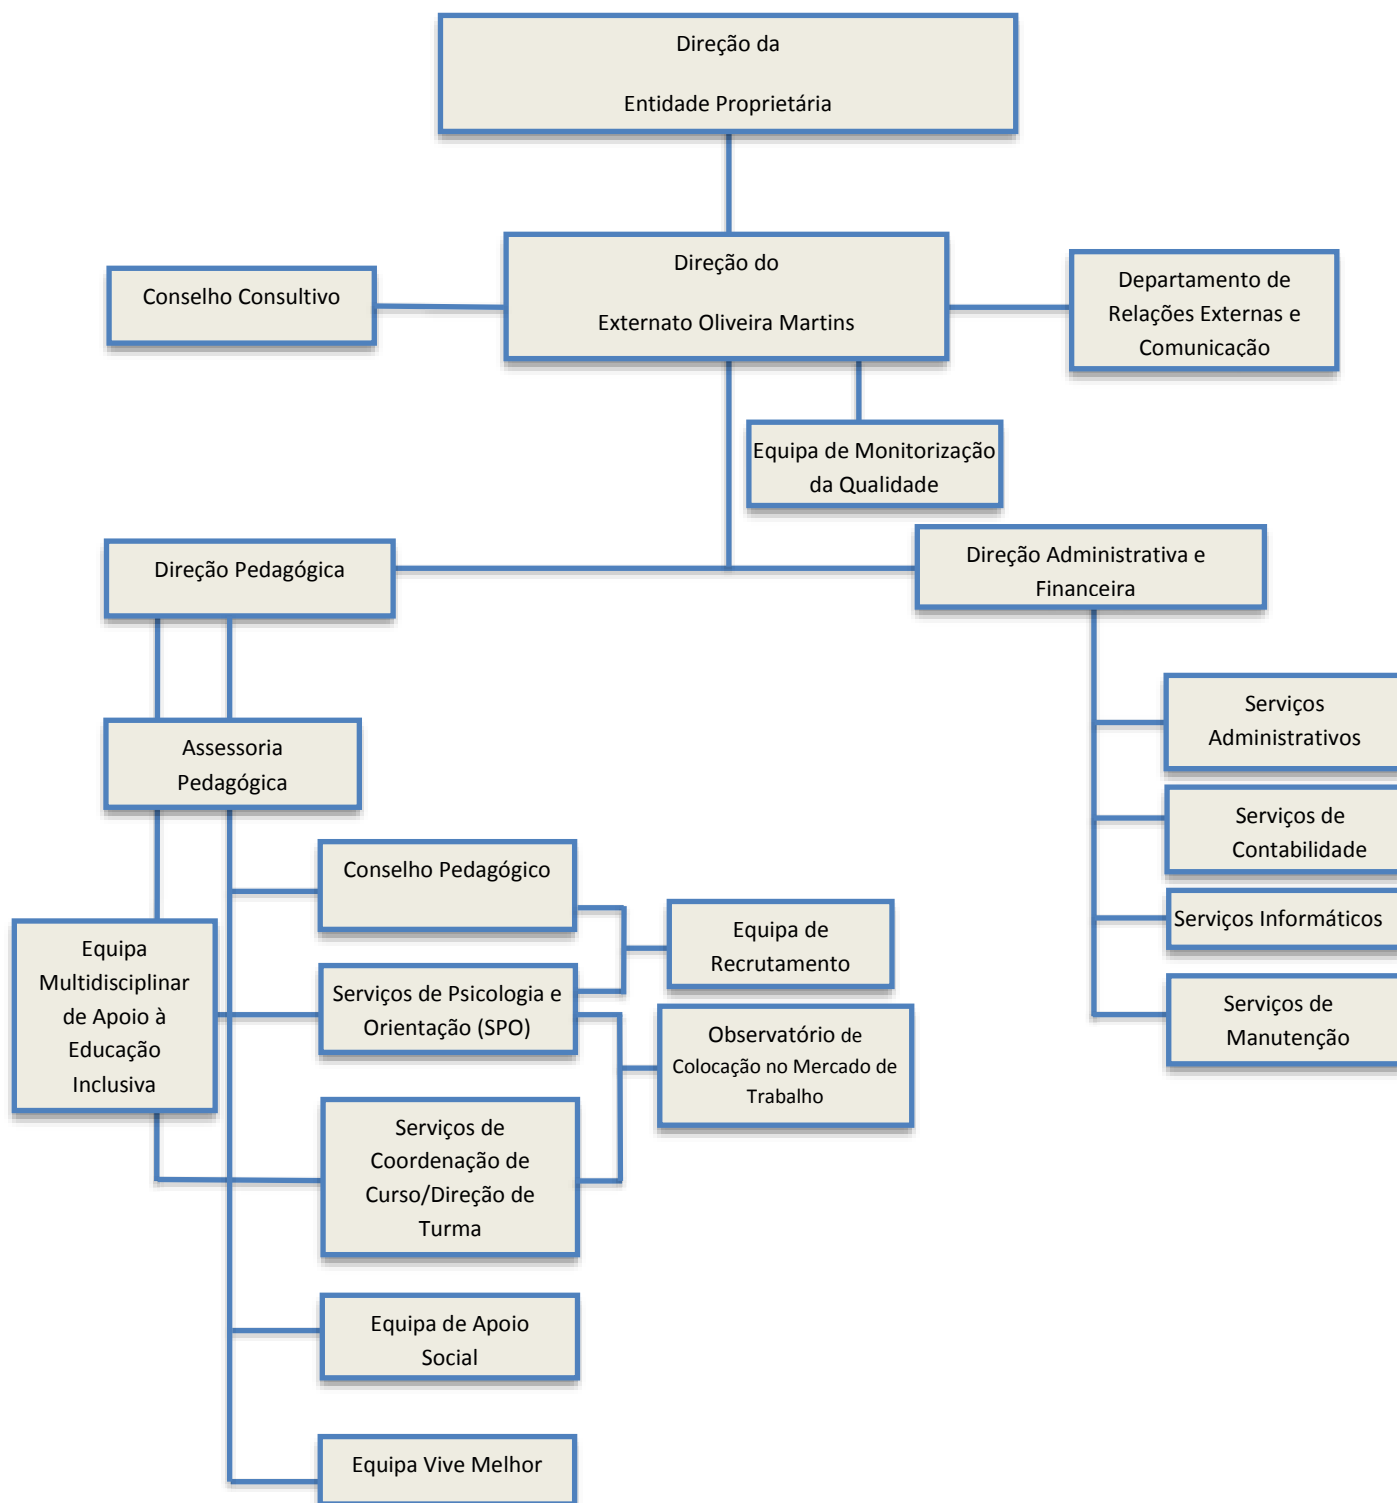 Direção da
Entidade Proprietária
Direção do
Externato Oliveira Martins
Conselho Consultivo
Departamento de
Relações Externas e
Comunicação
Equipa de Monitorização
da Qualidade
Direção Pedagógica
Direção Administrativa e
Financeira
Assessoria
Pedagógica
Serviços
Administrativos
Serviços de
Contabilidade
Serviços Informáticos
Serviços de
Manutenção
Conselho Pedagógico
Equipa de
Recrutamento
Equipa
Multidisciplinar
de Apoio à
Educação
Inclusiva
Serviços de Psicologia e
Orientação (SPO)
Observatório de
Colocação no Mercado de
Trabalho
Serviços de
Coordenação de
Curso/Direção de
Turma
Equipa de Apoio
Social
Equipa Vive Melhor